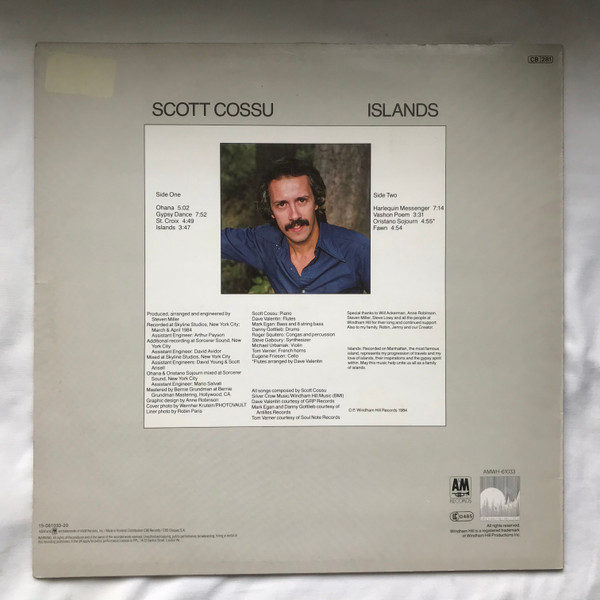 CB 291
SCOTT COSSU
ISLANDS
Side One
Ohana 5:02
Gypsy Dance 7:52
St. Croix 4:49
Islands 3:47
Side Two
Harlequin Messenger 7:14
Vashon Poem 3:31
Oristano Sojourn 4:55*
Fawn 4:54
Produced, arranged and engineered by
Steven Miller
Recorded at Skyline Studios, New York City;
March & April 1984
Assistant Engineer: Arthur Payson
Additional recording at Sorcerer Sound, New
York City
Assistant Engineer: David Avidor
Mixed at Skyline Studios, New York City
Assistant Engineers: David Young & Scott
Ansell
Ohana & Oristano Sojourn mixed at Sorcerer
Sound, New York City
Assistant Engineer: Mario Salvati
Mastered by Bernie Grundman at Bernie
Grundman Mastering, Hollywood, CA
Graphic design by Anne Robinson
Cover photo by Werner Krutein/PHOTOVAULT
Liner photo by Robin Paris
Scott Cossu: Piano
Dave Valentin: Flutes
Mark Egan: Bass and 8 string bass
Danny Gottlieb: Drums
Roger Squitero: Congas and percussion
Steve Gaboury: Synthesizer
Michael Urbaniak: Violin
Tom Varner: French horns
Eugene Friesen: Cello
*Flutes arranged by Dave Valentin
All songs composed by Scott Cossu
Silver Crow Music/Windham Hill Music (BMI)
Dave Valentin courtesy of GRP Records
Mark Egan and Danny Gottlieb courtesy of
Antilles Records
Tom Varner courtesy of Soul Note Records
Special thanks to Will Ackerman, Anne Robinson,
Steven Miller, Steve Lowy and all the people at
Windham Hill for their long and continued support.
Also to my family, Robin, Jenny and our Creator.
Islands: Recorded on Manhattan, the most famous
island, represents my progression of travels and my
love of islands, their inspirations and the gypsy spirit
within. May this music help unite us all as a family
of islands.
©℗ Windham Hill Records 1984
A&M
RECORDS
AMWH-61033
All rights reserved.
Windham Hill is a registered trademark
of Windham Hill Productions Inc